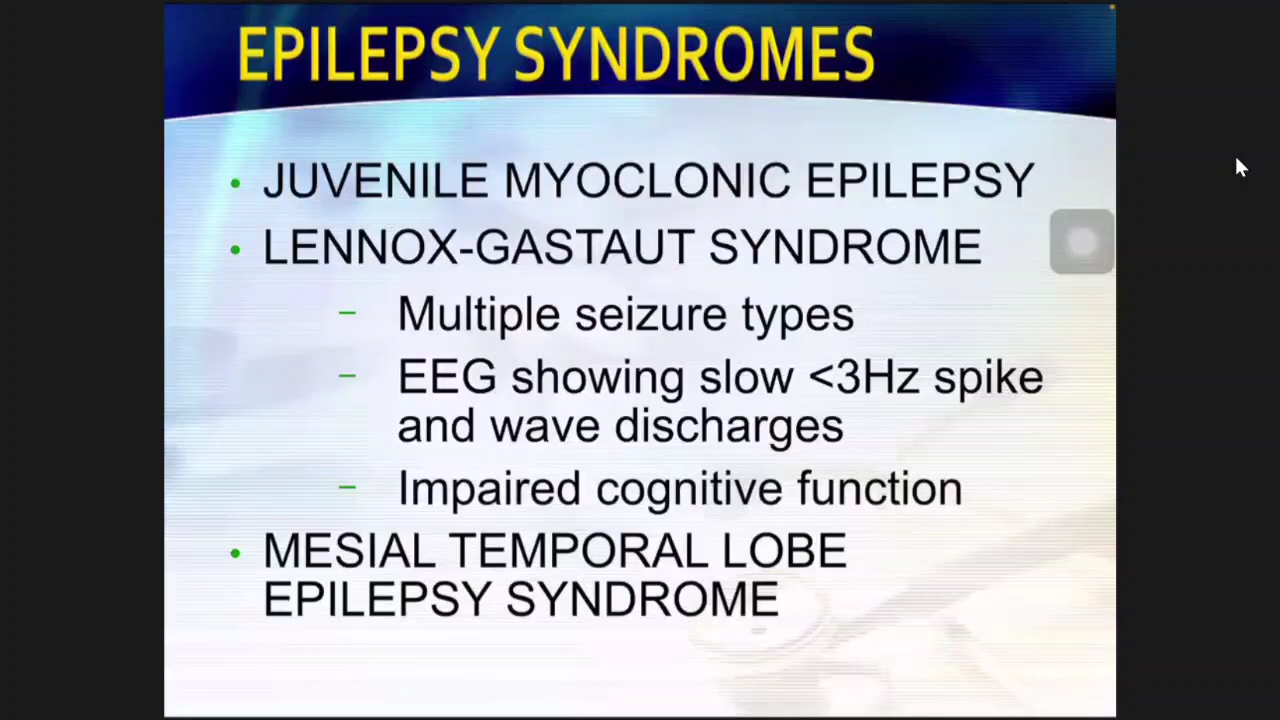 EPILEPSY SYNDROMES
• JUVENILE MYOCLONIC EPILEPSY
• LENNOX-GASTAUT SYNDROME
– Multiple seizure types
– EEG showing slow <3Hz spike
and wave discharges
– Impaired cognitive function
• MESIAL TEMPORAL LOBE
EPILEPSY SYNDROME